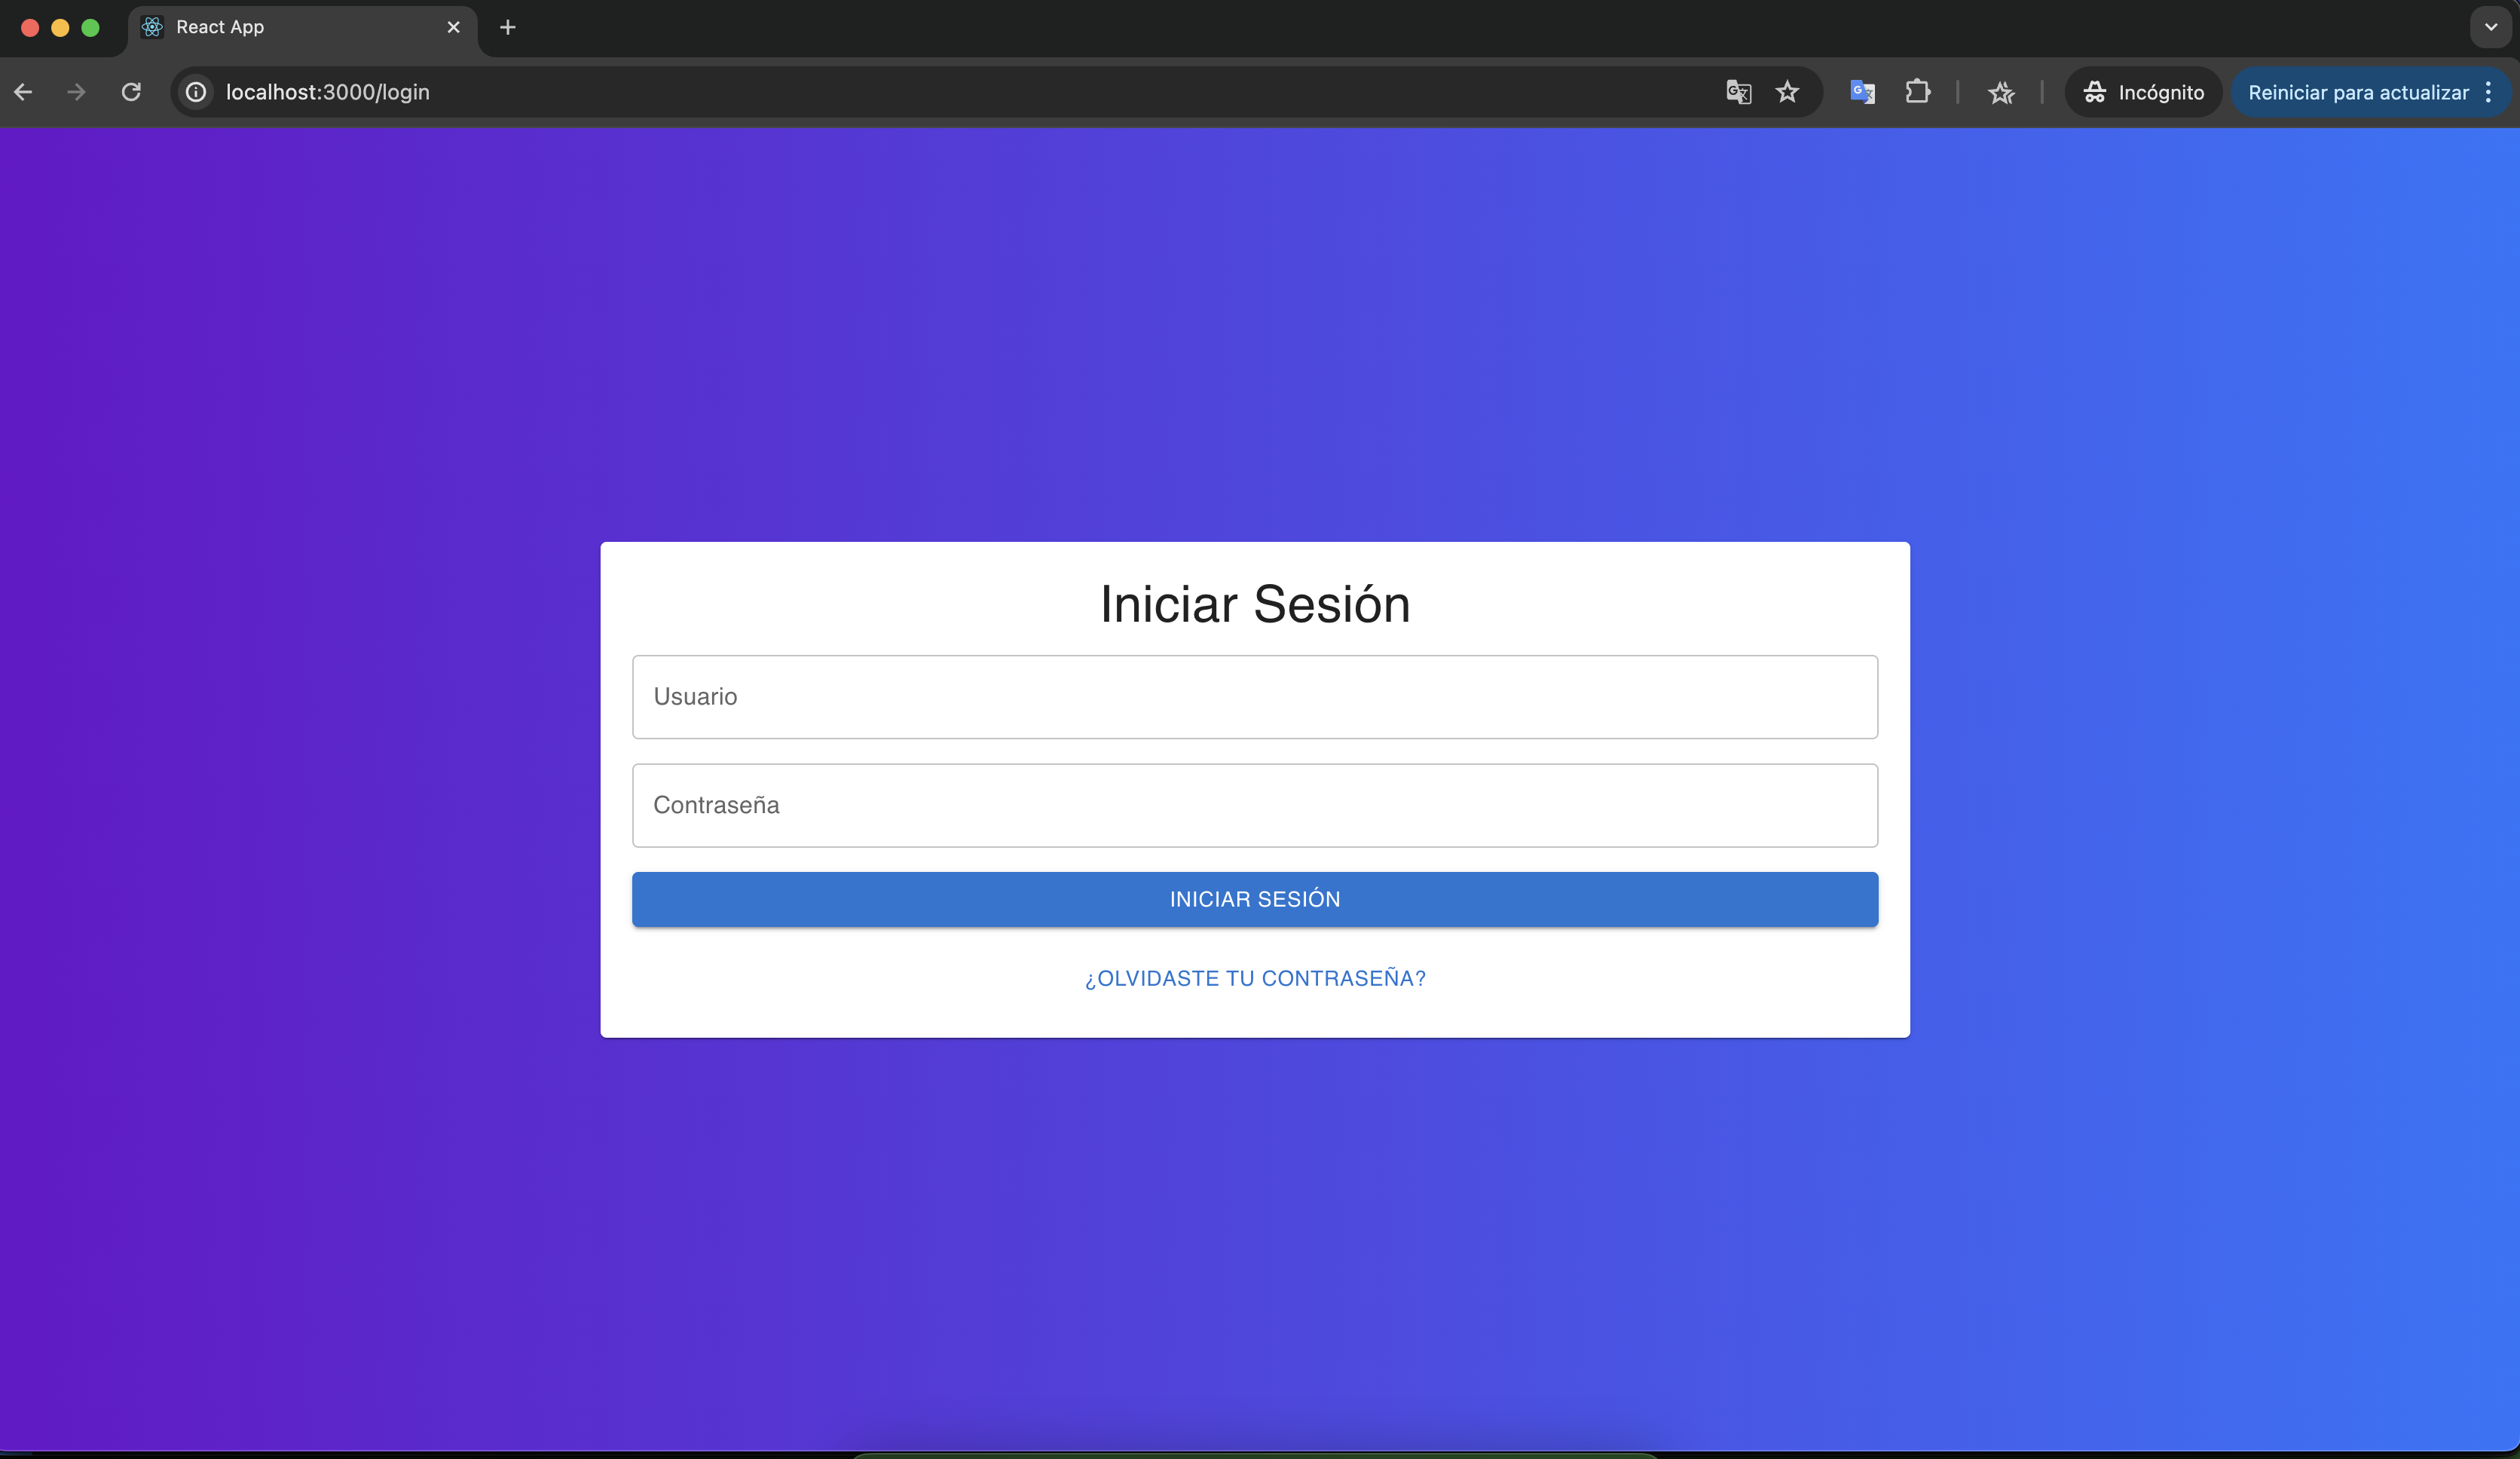 React App
localhost:3000/login
Incógnito
Reiniciar para actualizar
Iniciar Sesión
Usuario
Contraseña
INICIAR SESIÓN
¿OLVIDASTE TU CONTRASEÑA?